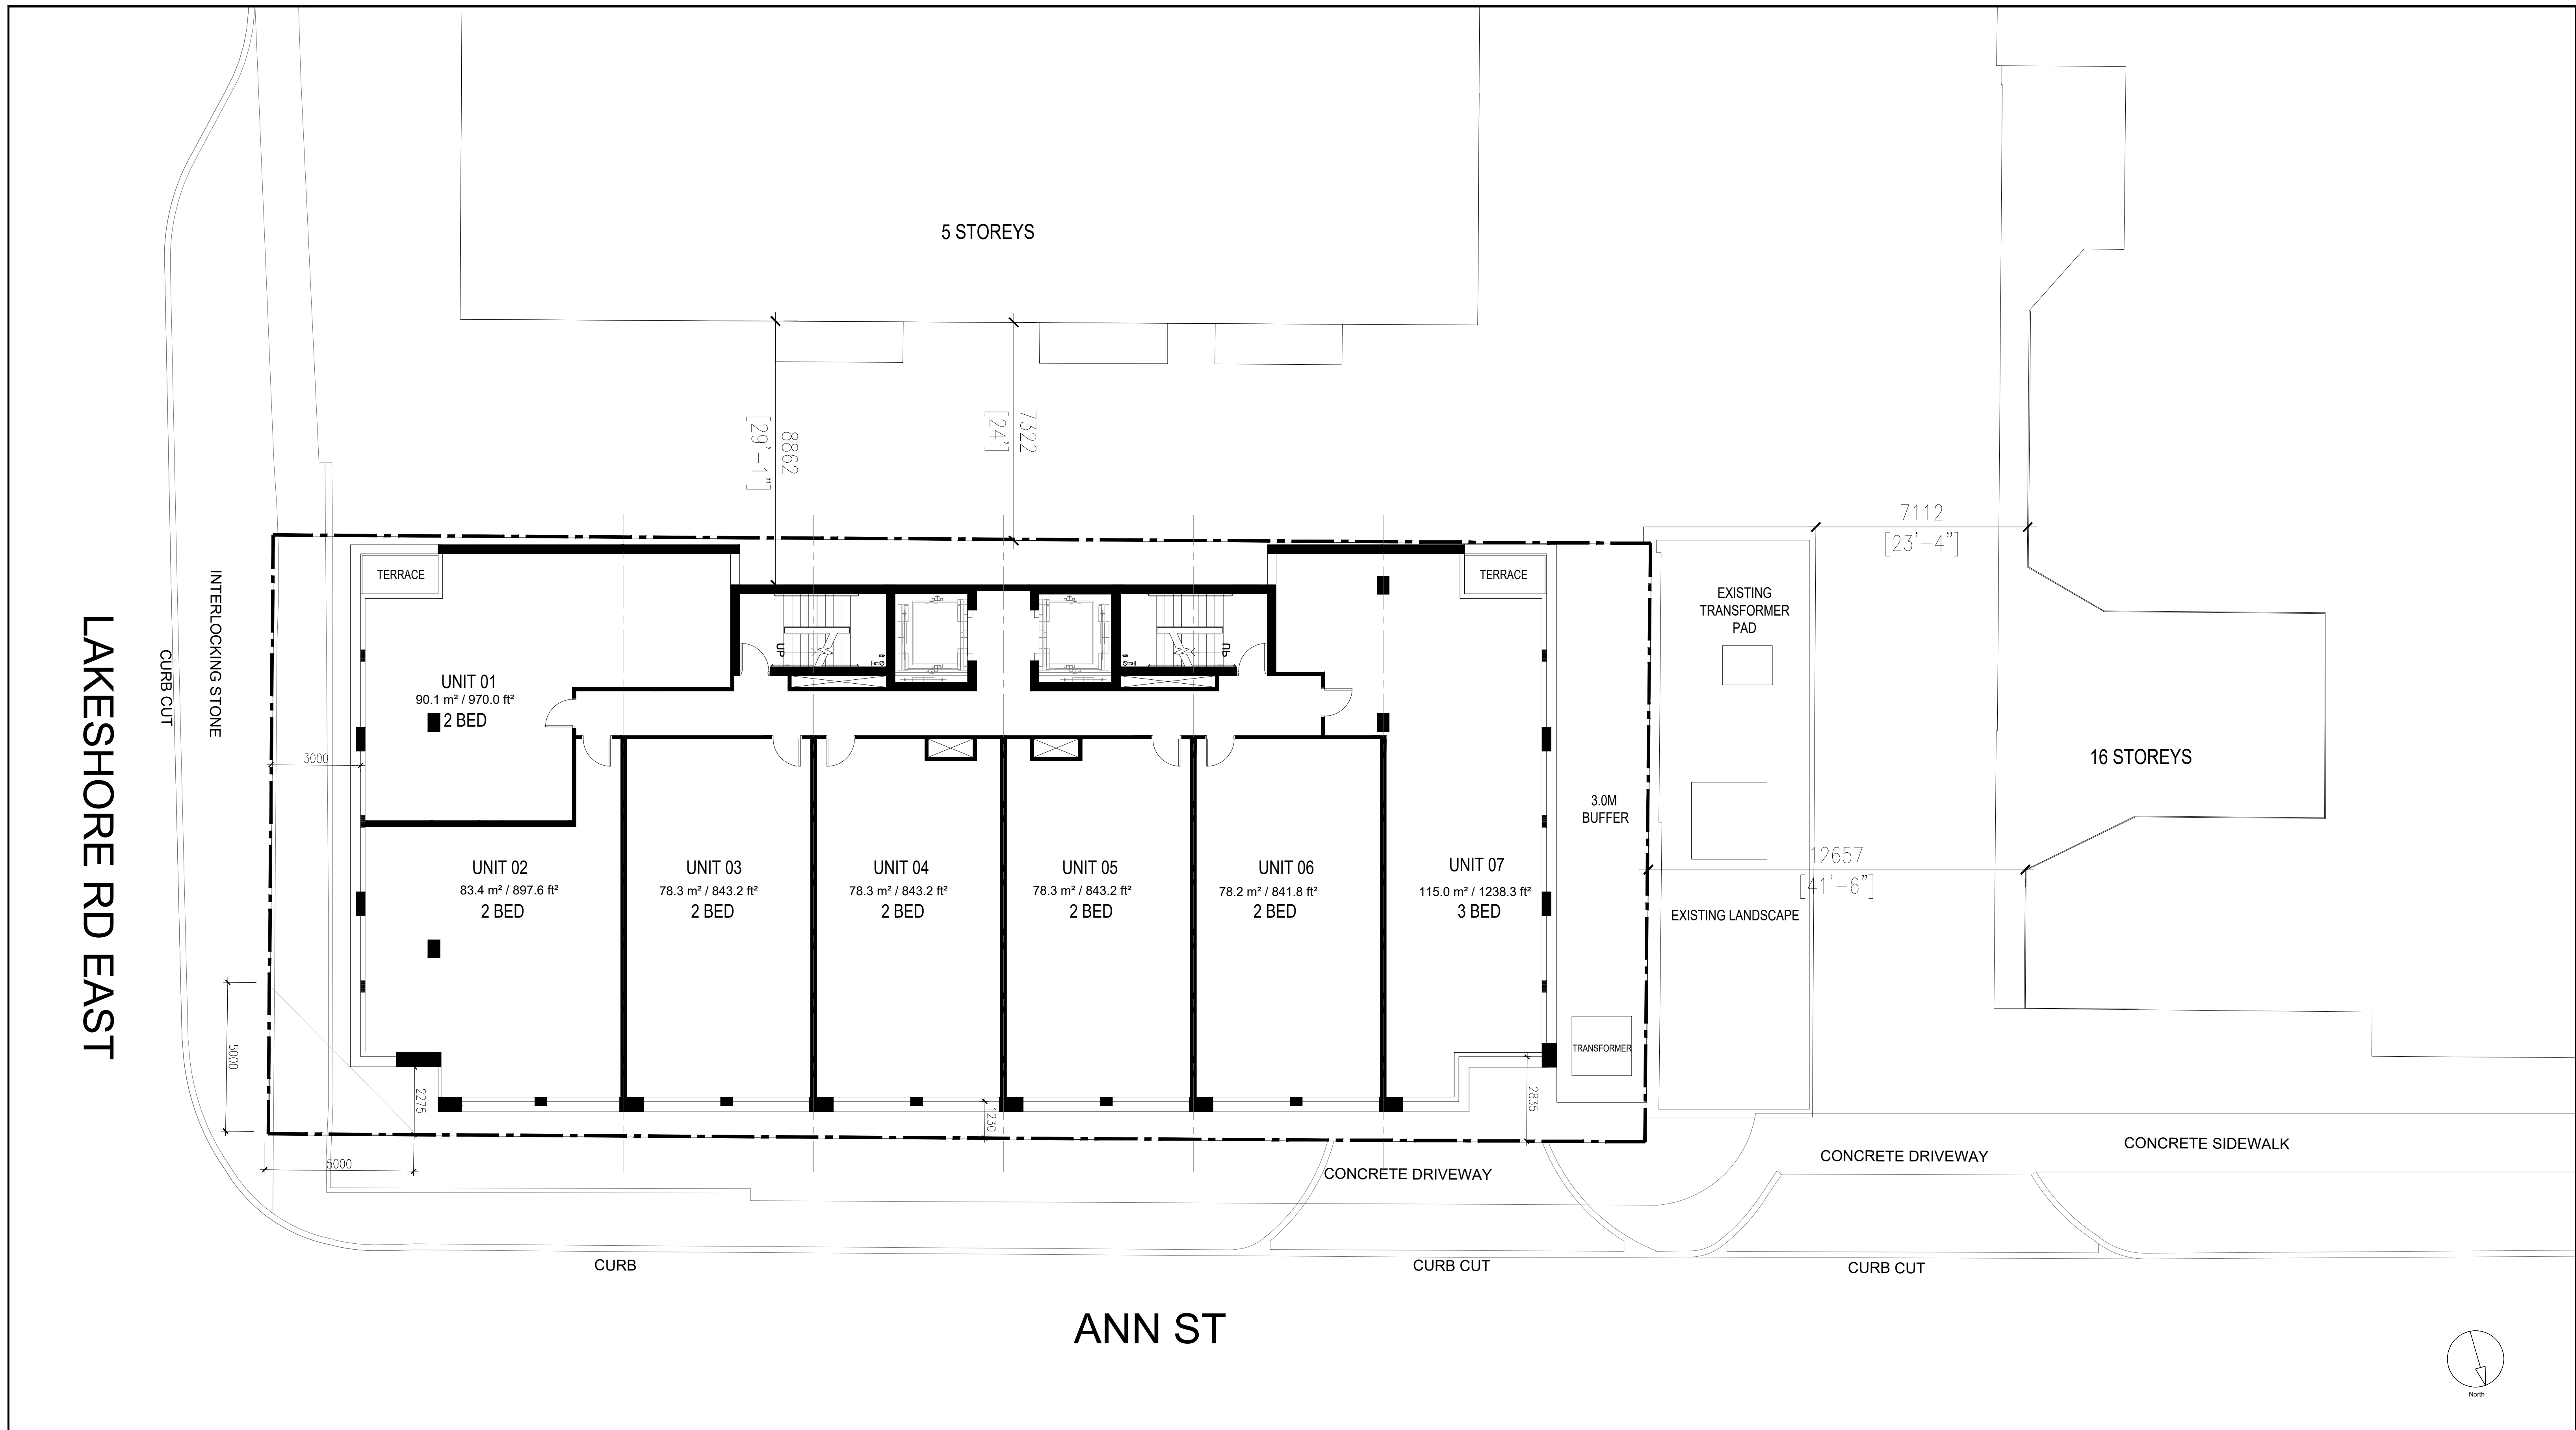 5 STOREYS
8862
[29'-1"]
7322
[24']
7112
[23'-4"]
TERRACE
TERRACE
EXISTING
TRANSFORMER
PAD
LAKESHORE RD EAST
CURB CUT
INTERLOCKING STONE
UP
UP
UNIT 01
90.1 m² / 970.0 ft²
2 BED
3000
16 STOREYS
3.0M
BUFFER
12657
[41'-6"]
UNIT 02
83.4 m² / 897.6 ft²
2 BED
UNIT 03
78.3 m² / 843.2 ft²
2 BED
UNIT 04
78.3 m² / 843.2 ft²
2 BED
UNIT 05
78.3 m² / 843.2 ft²
2 BED
UNIT 06
78.2 m² / 841.8 ft²
2 BED
UNIT 07
115.0 m² / 1238.3 ft²
3 BED
EXISTING LANDSCAPE
TRANSFORMER
5000
2275
1230
2835
5000
CONCRETE DRIVEWAY
CONCRETE DRIVEWAY
CONCRETE SIDEWALK
CURB
CURB CUT
CURB CUT
ANN ST
North